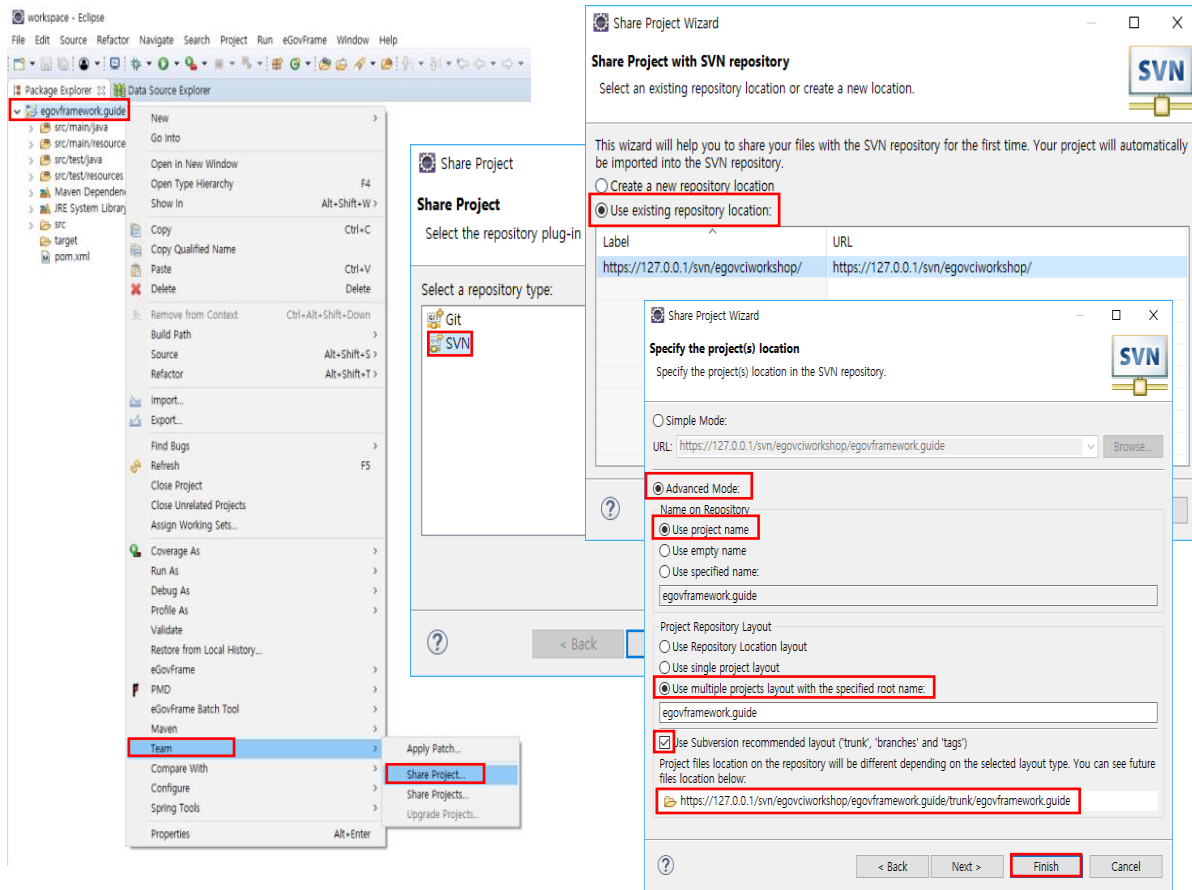 workspace - Eclipse
File Edit Source Refactor Navigate Search Project Run eGovFrame Window Help
Package Explorer Data Source Explorer
egovframework.guide
src/main/java
src/main/resource
src/test/java
src/test/resources
Maven Dependen
JRE System Library
src
target
pom.xml
New
Go Into
Open in New Window
Open Type Hierarchy F4
Show In Alt+Shift+W
Copy Ctrl+C
Copy Qualified Name
Paste Ctrl+V
Delete Delete
Remove from Context Ctrl+Alt+Shift+Down
Build Path
Source Alt+Shift+S
Refactor Alt+Shift+T
Import...
Export...
Find Bugs
Refresh F5
Close Project
Close Unrelated Projects
Assign Working Sets...
Coverage As
Run As
Debug As
Profile As
Validate
Restore from Local History...
eGovFrame
PMD
eGovFrame Batch Tool
Maven
Team
Compare With
Configure
Spring Tools
Properties Alt+Enter
Apply Patch...
Share Project...
Share Projects...
Upgrade Projects...
Share Project
Share Project
Select the repository plug-in
Select a repository type:
Git
SVN
< Back
Share Project Wizard
Share Project with SVN repository
Select an existing repository location or create a new location.
SVN
This wizard will help you to share your files with the SVN repository for the first time. Your project will automatically
be imported into the SVN repository.
Create a new repository location
Use existing repository location:
Label URL
https://127.0.0.1/svn/egovciworkshop/ https://127.0.0.1/svn/egovciworkshop/
Share Project Wizard
Specify the project(s) location
Specify the project(s) location in the SVN repository.
SVN
Simple Mode:
URL: https://127.0.0.1/svn/egovciworkshop/egovframework.guide Browse...
Advanced Mode:
Name on Repository
Use project name
Use empty name
Use specified name:
egovframework.guide
Project Repository Layout
Use Repository Location layout
Use single project layout
Use multiple projects layout with the specified root name:
egovframework.guide
Use Subversion recommended layout ('trunk', 'branches' and 'tags')
Project files location on the repository will be different depending on the selected layout type. You can see future
files location below:
https://127.0.0.1/svn/egovciworkshop/egovframework.guide/trunk/egovframework.guide
< Back Next > Finish Cancel